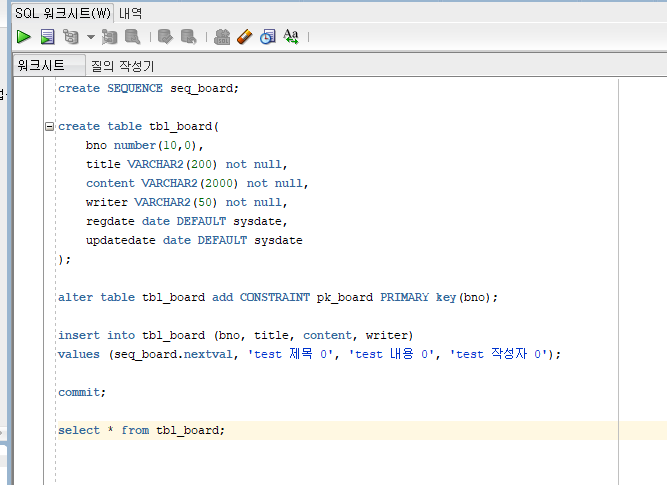 SQL 워크시트(W) 내역
워크시트 질의 작성기
create SEQUENCE seq_board;
create table tbl_board(
bno number(10,0),
title VARCHAR2(200) not null,
content VARCHAR2(2000) not null,
writer VARCHAR2(50) not null,
regdate date DEFAULT sysdate,
updatedate date DEFAULT sysdate
);
alter table tbl_board add CONSTRAINT pk_board PRIMARY key(bno);
insert into tbl_board (bno, title, content, writer)
values (seq_board.nextval, 'test 제목 0', 'test 내용 0', 'test 작성자 0');
commit;
select * from tbl_board;